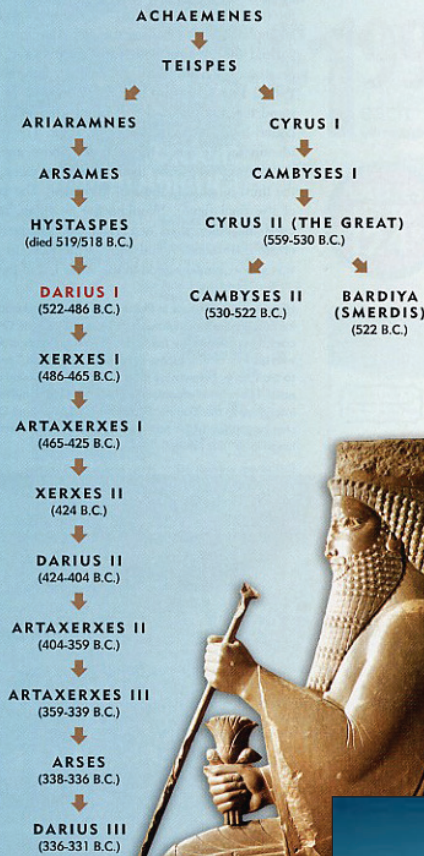 ACHAEMENES
TEISPES
ARIARAMNES
CYRUS I
ARSAMES
CAMBYSES I
HYSTASPES
(died 519/518 B.C.)
CYRUS II (THE GREAT)
(559-530 B.C.)
DARIUS I
(522-486 B.C.)
CAMBYSES II
(530-522 B.C.)
BARDIYA
(SMERDIS)
(522 B.C.)
XERXES I
(486-465 B.C.)
ARTAXERXES I
(465-425 B.C.)
XERXES II
(424 B.C.)
DARIUS II
(424-404 B.C.)
ARTAXERXES II
(404-359 B.C.)
ARTAXERXES III
(359-339 B.C.)
ARSES
(338-336 B.C.)
DARIUS III
(336-331 B.C.)